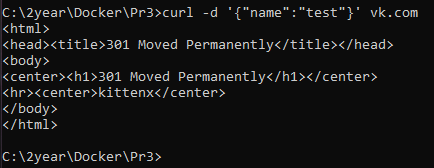 C:\2year\Docker\Pr3>curl -d '{"name":"test"}' vk.com
<html>
<head><title>301 Moved Permanently</title></head>
<body>
<center><h1>301 Moved Permanently</h1></center>
<hr><center>kittenx</center>
</body>
</html>
C:\2year\Docker\Pr3>